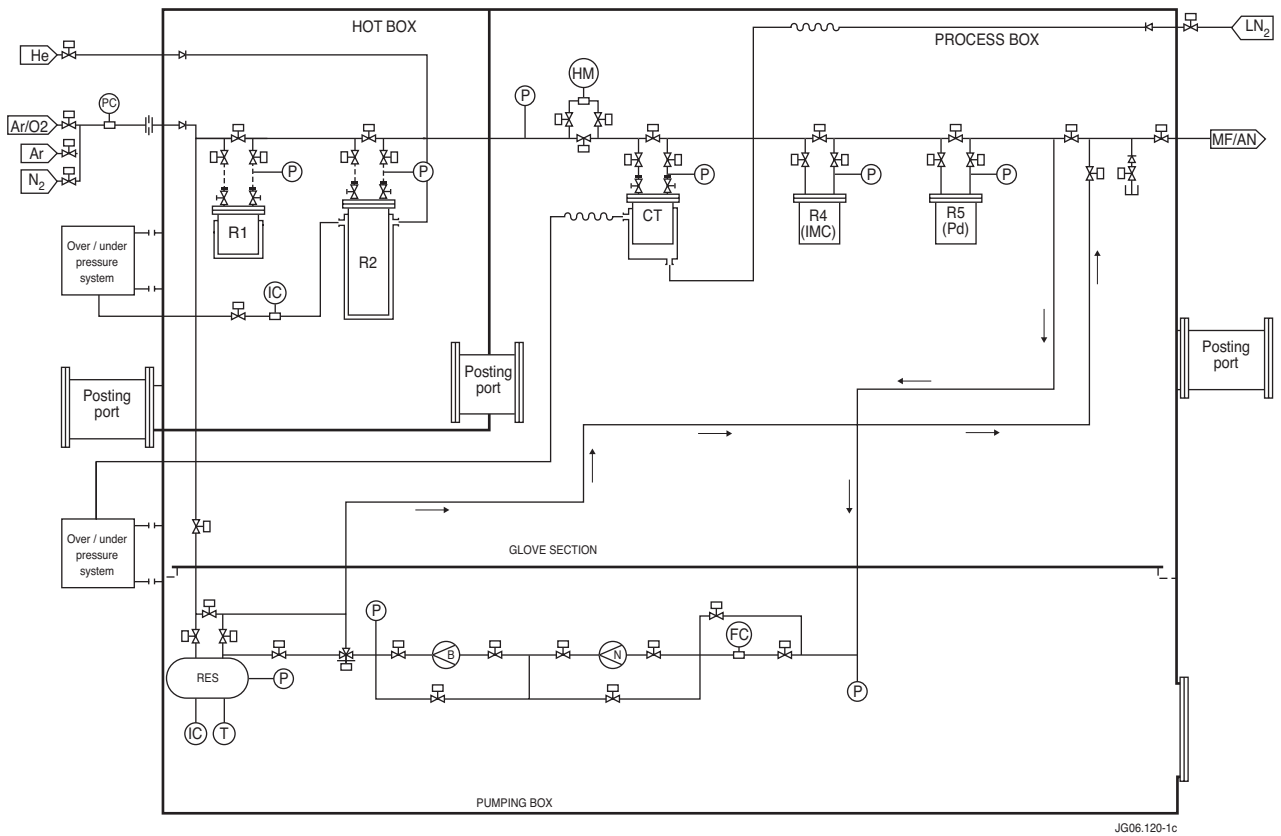 HOT BOX
PROCESS BOX
LN2
He
HM
PC
P
Ar/O2
MF/AN
Ar
N2
P
P
P
P
P
R1
R2
CT
R4
(IMC)
R5
(Pd)
Over / under
pressure
system
IC
Posting
port
Posting
port
Posting
port
Over / under
pressure
system
GLOVE SECTION
P
FC
B
N
RES
P
P
IC
T
PUMPING BOX
JG06.120-1c